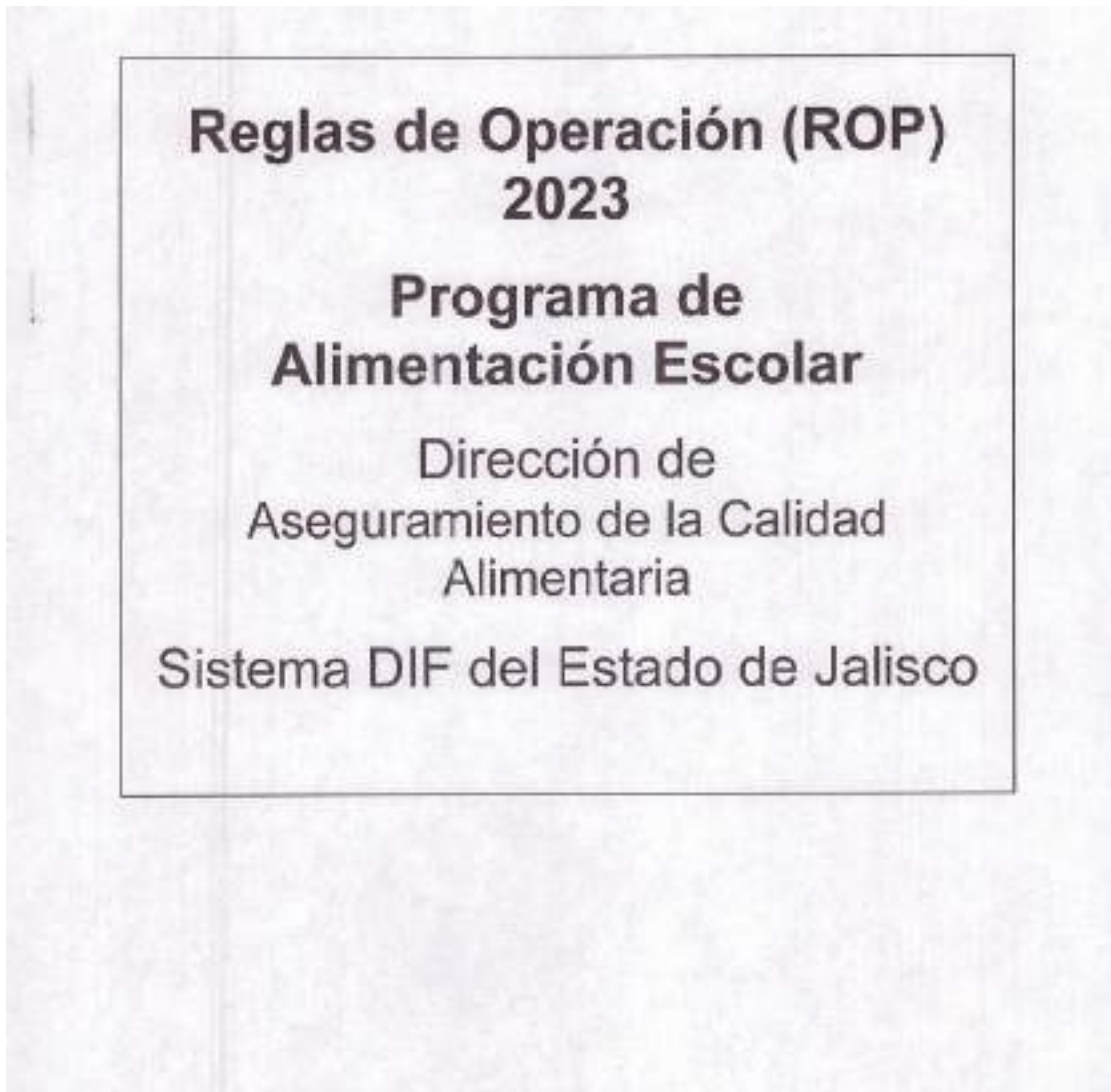 Reglas de Operación (ROP)
2023
Programa de
Alimentación Escolar
Dirección de
Aseguramiento de la Calidad
Alimentaria
Sistema DIF del Estado de Jalisco